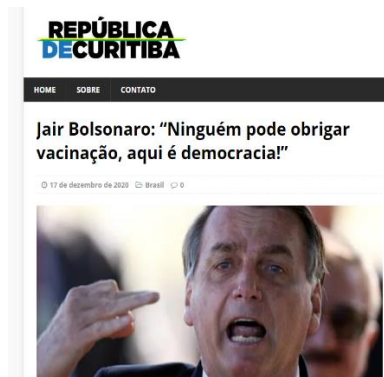 REPÚBLICA
DECURITIBA
HOME SOBRE CONTATO
Jair Bolsonaro: “Ninguém pode obrigar
vacinação, aqui é democracia!”
17 de dezembro de 2020 Brasil 0